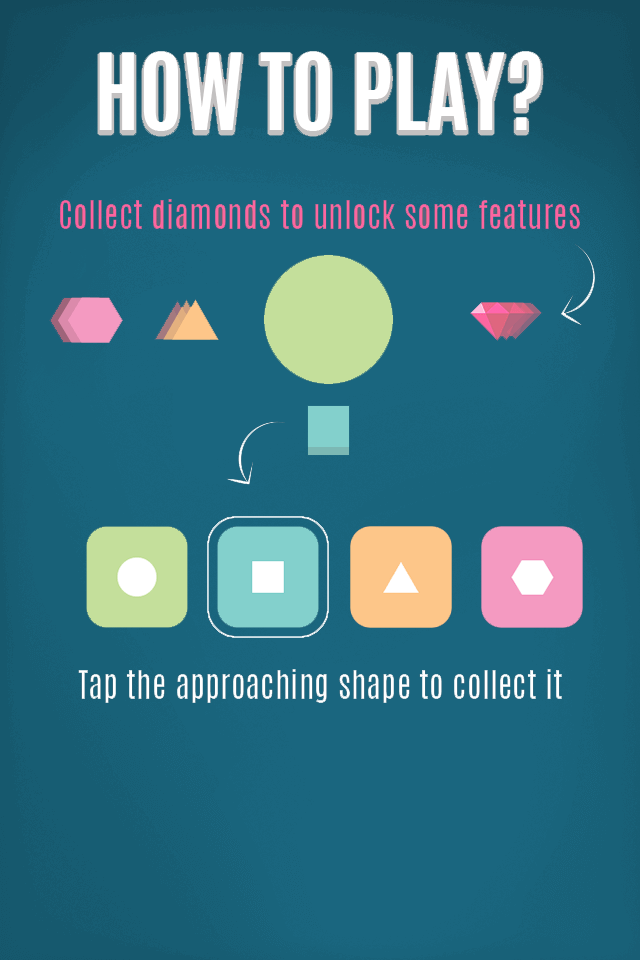 HOW TO PLAY?
Collect diamonds to unlock some features
Tap the approaching shape to collect it